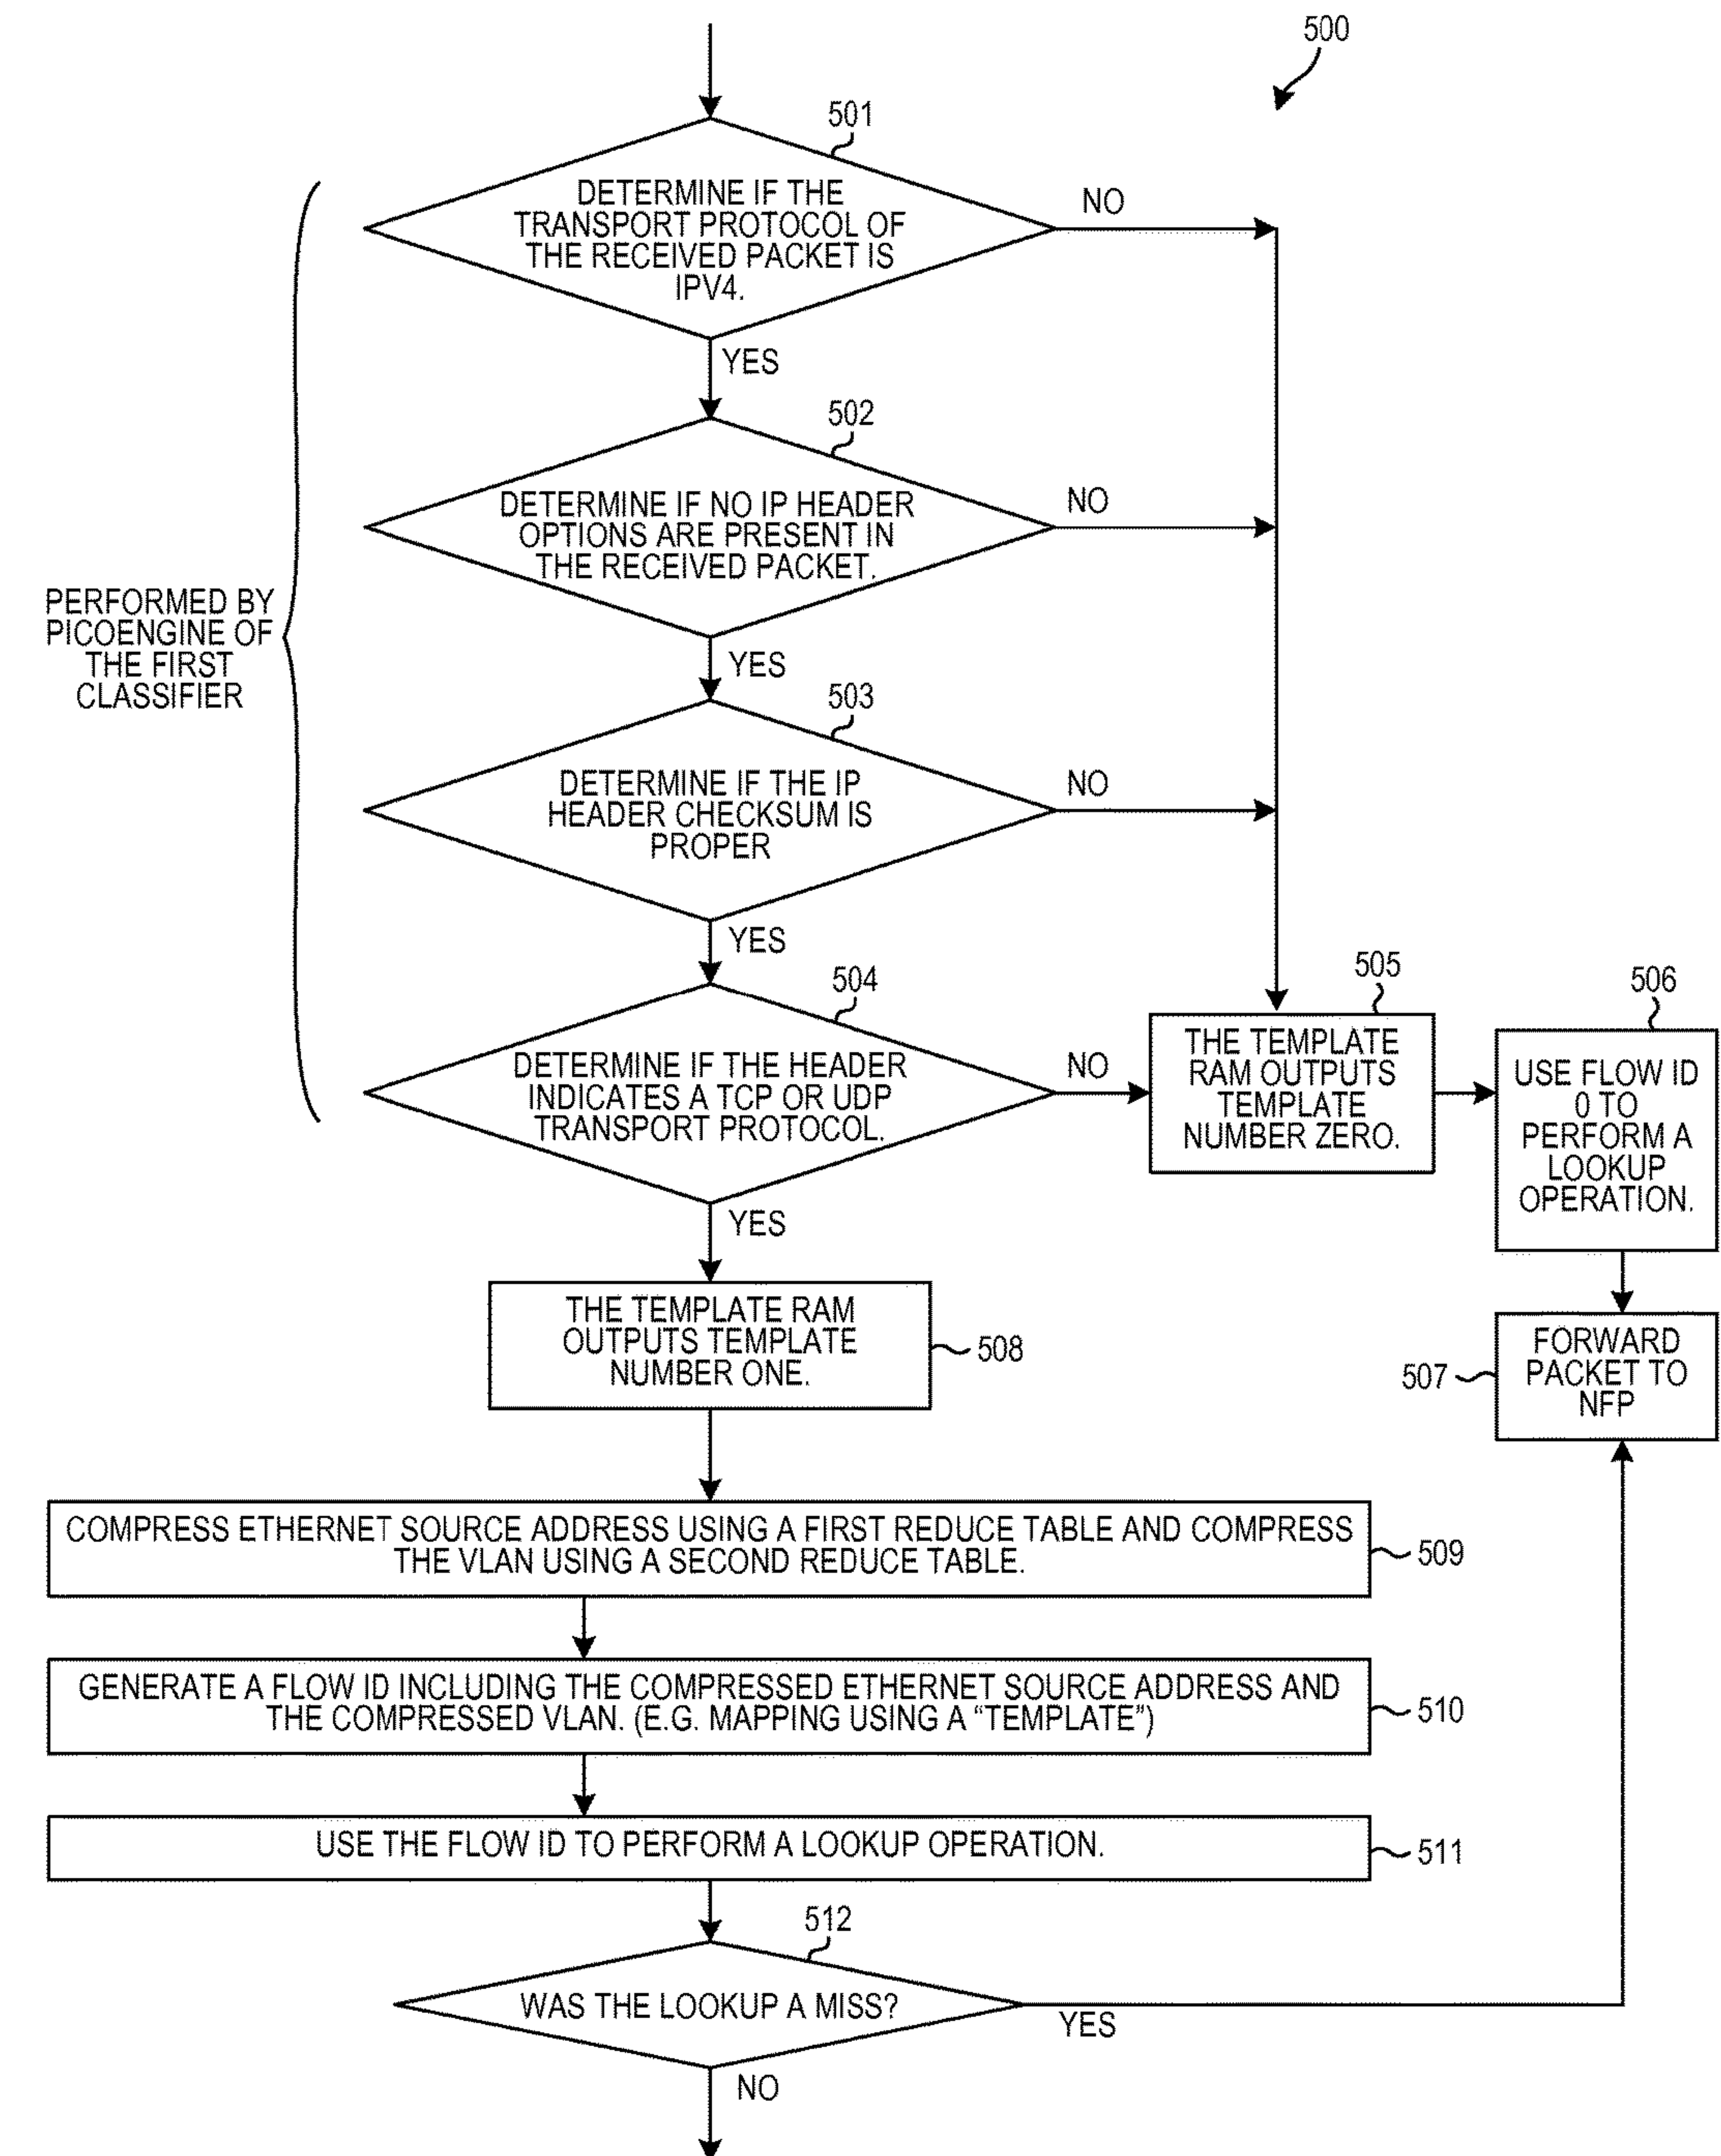 500
501
DETERMINE IF THE
TRANSPORT PROTOCOL OF
THE RECEIVED PACKET IS
IPV4.
NO
YES
502
DETERMINE IF NO IP HEADER
OPTIONS ARE PRESENT IN
THE RECEIVED PACKET.
NO
PERFORMED BY
PICOENGINE OF
THE FIRST
CLASSIFIER
YES
503
DETERMINE IF THE IP
HEADER CHECKSUM IS
PROPER
NO
YES
504
DETERMINE IF THE HEADER
INDICATES A TCP OR UDP
TRANSPORT PROTOCOL.
NO
505
THE TEMPLATE
RAM OUTPUTS
TEMPLATE
NUMBER ZERO.
506
USE FLOW ID
0 TO
PERFORM A
LOOKUP
OPERATION.
YES
THE TEMPLATE RAM
OUTPUTS TEMPLATE
NUMBER ONE.
508
507
FORWARD
PACKET TO
NFP
COMPRESS ETHERNET SOURCE ADDRESS USING A FIRST REDUCE TABLE AND COMPRESS
THE VLAN USING A SECOND REDUCE TABLE.
509
GENERATE A FLOW ID INCLUDING THE COMPRESSED ETHERNET SOURCE ADDRESS AND
THE COMPRESSED VLAN. (E.G. MAPPING USING A “TEMPLATE”)
510
USE THE FLOW ID TO PERFORM A LOOKUP OPERATION.
511
512
WAS THE LOOKUP A MISS?
YES
NO